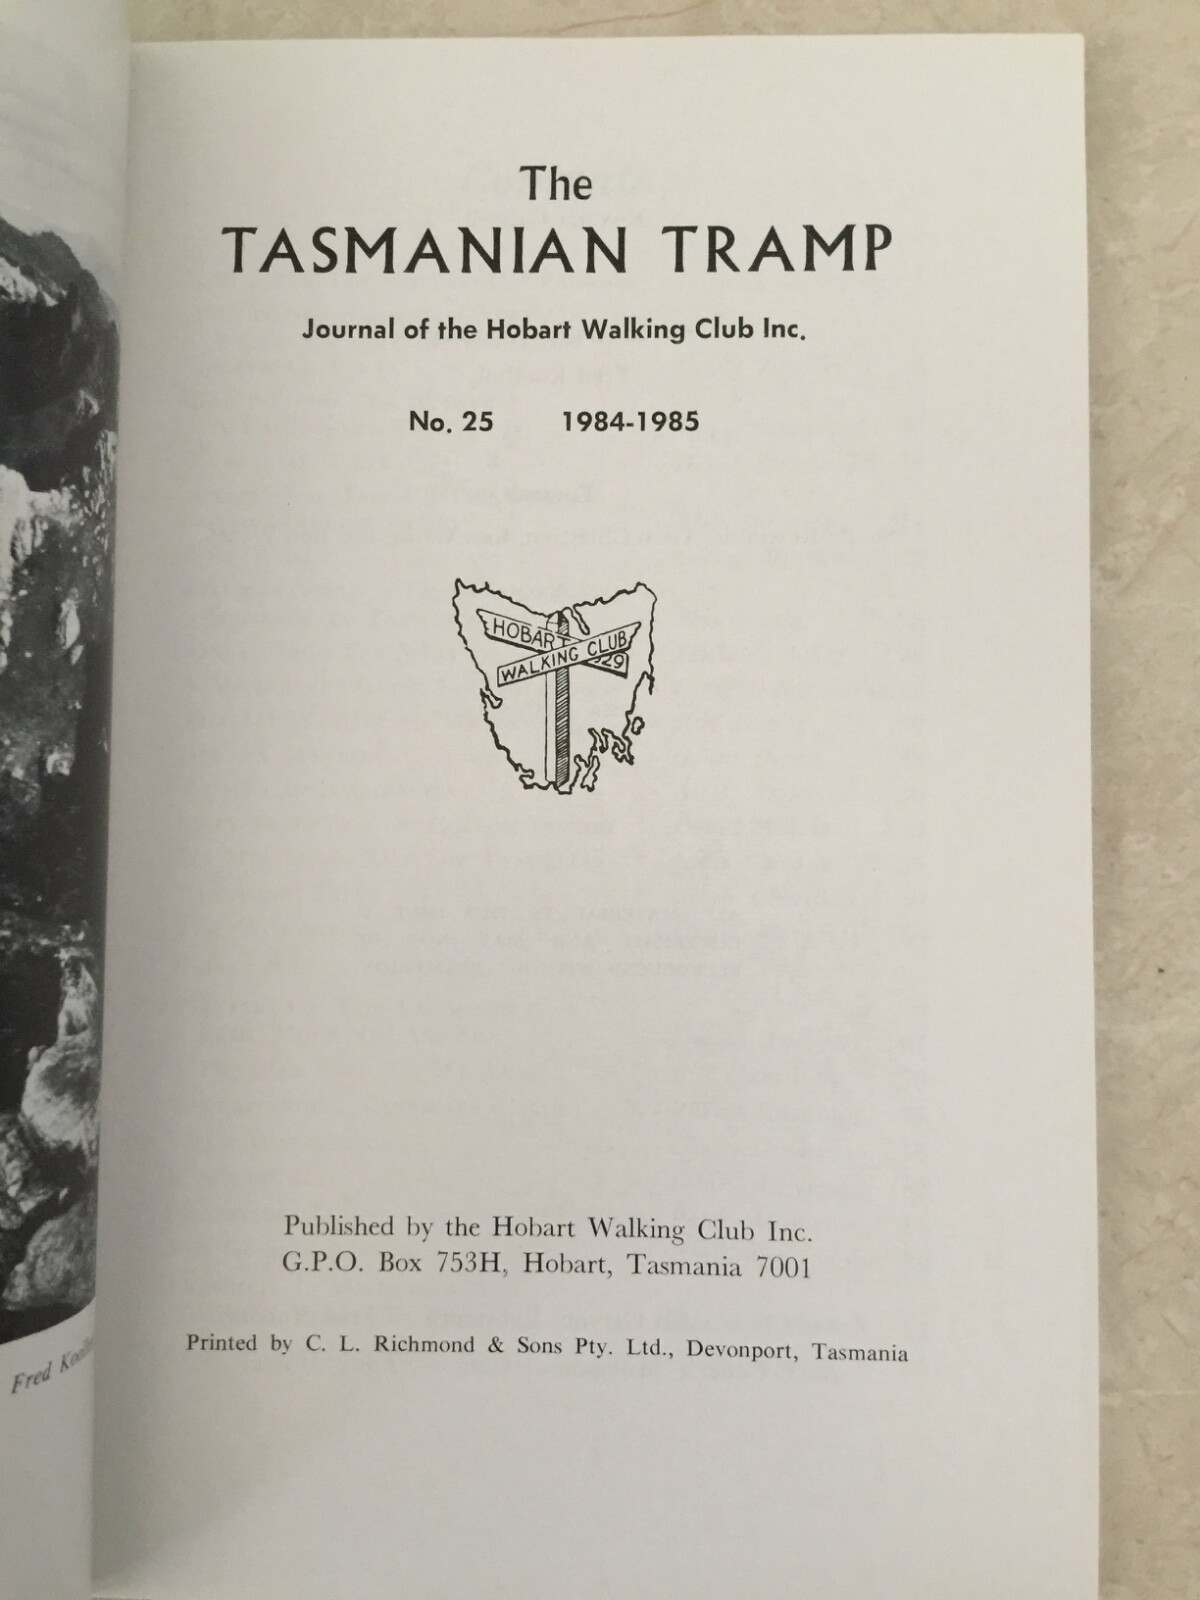 The
TASMANIAN TRAMP
Journal of the Hobart Walking Club Inc.
No. 25 1984-1985
HOBART
WALKING CLUB
929
Published by the Hobart Walking Club Inc.
G.P.O. Box 753H, Hobart, Tasmania 7001
Printed by C. L. Richmond & Sons Pty. Ltd., Devonport, Tasmania
Fred